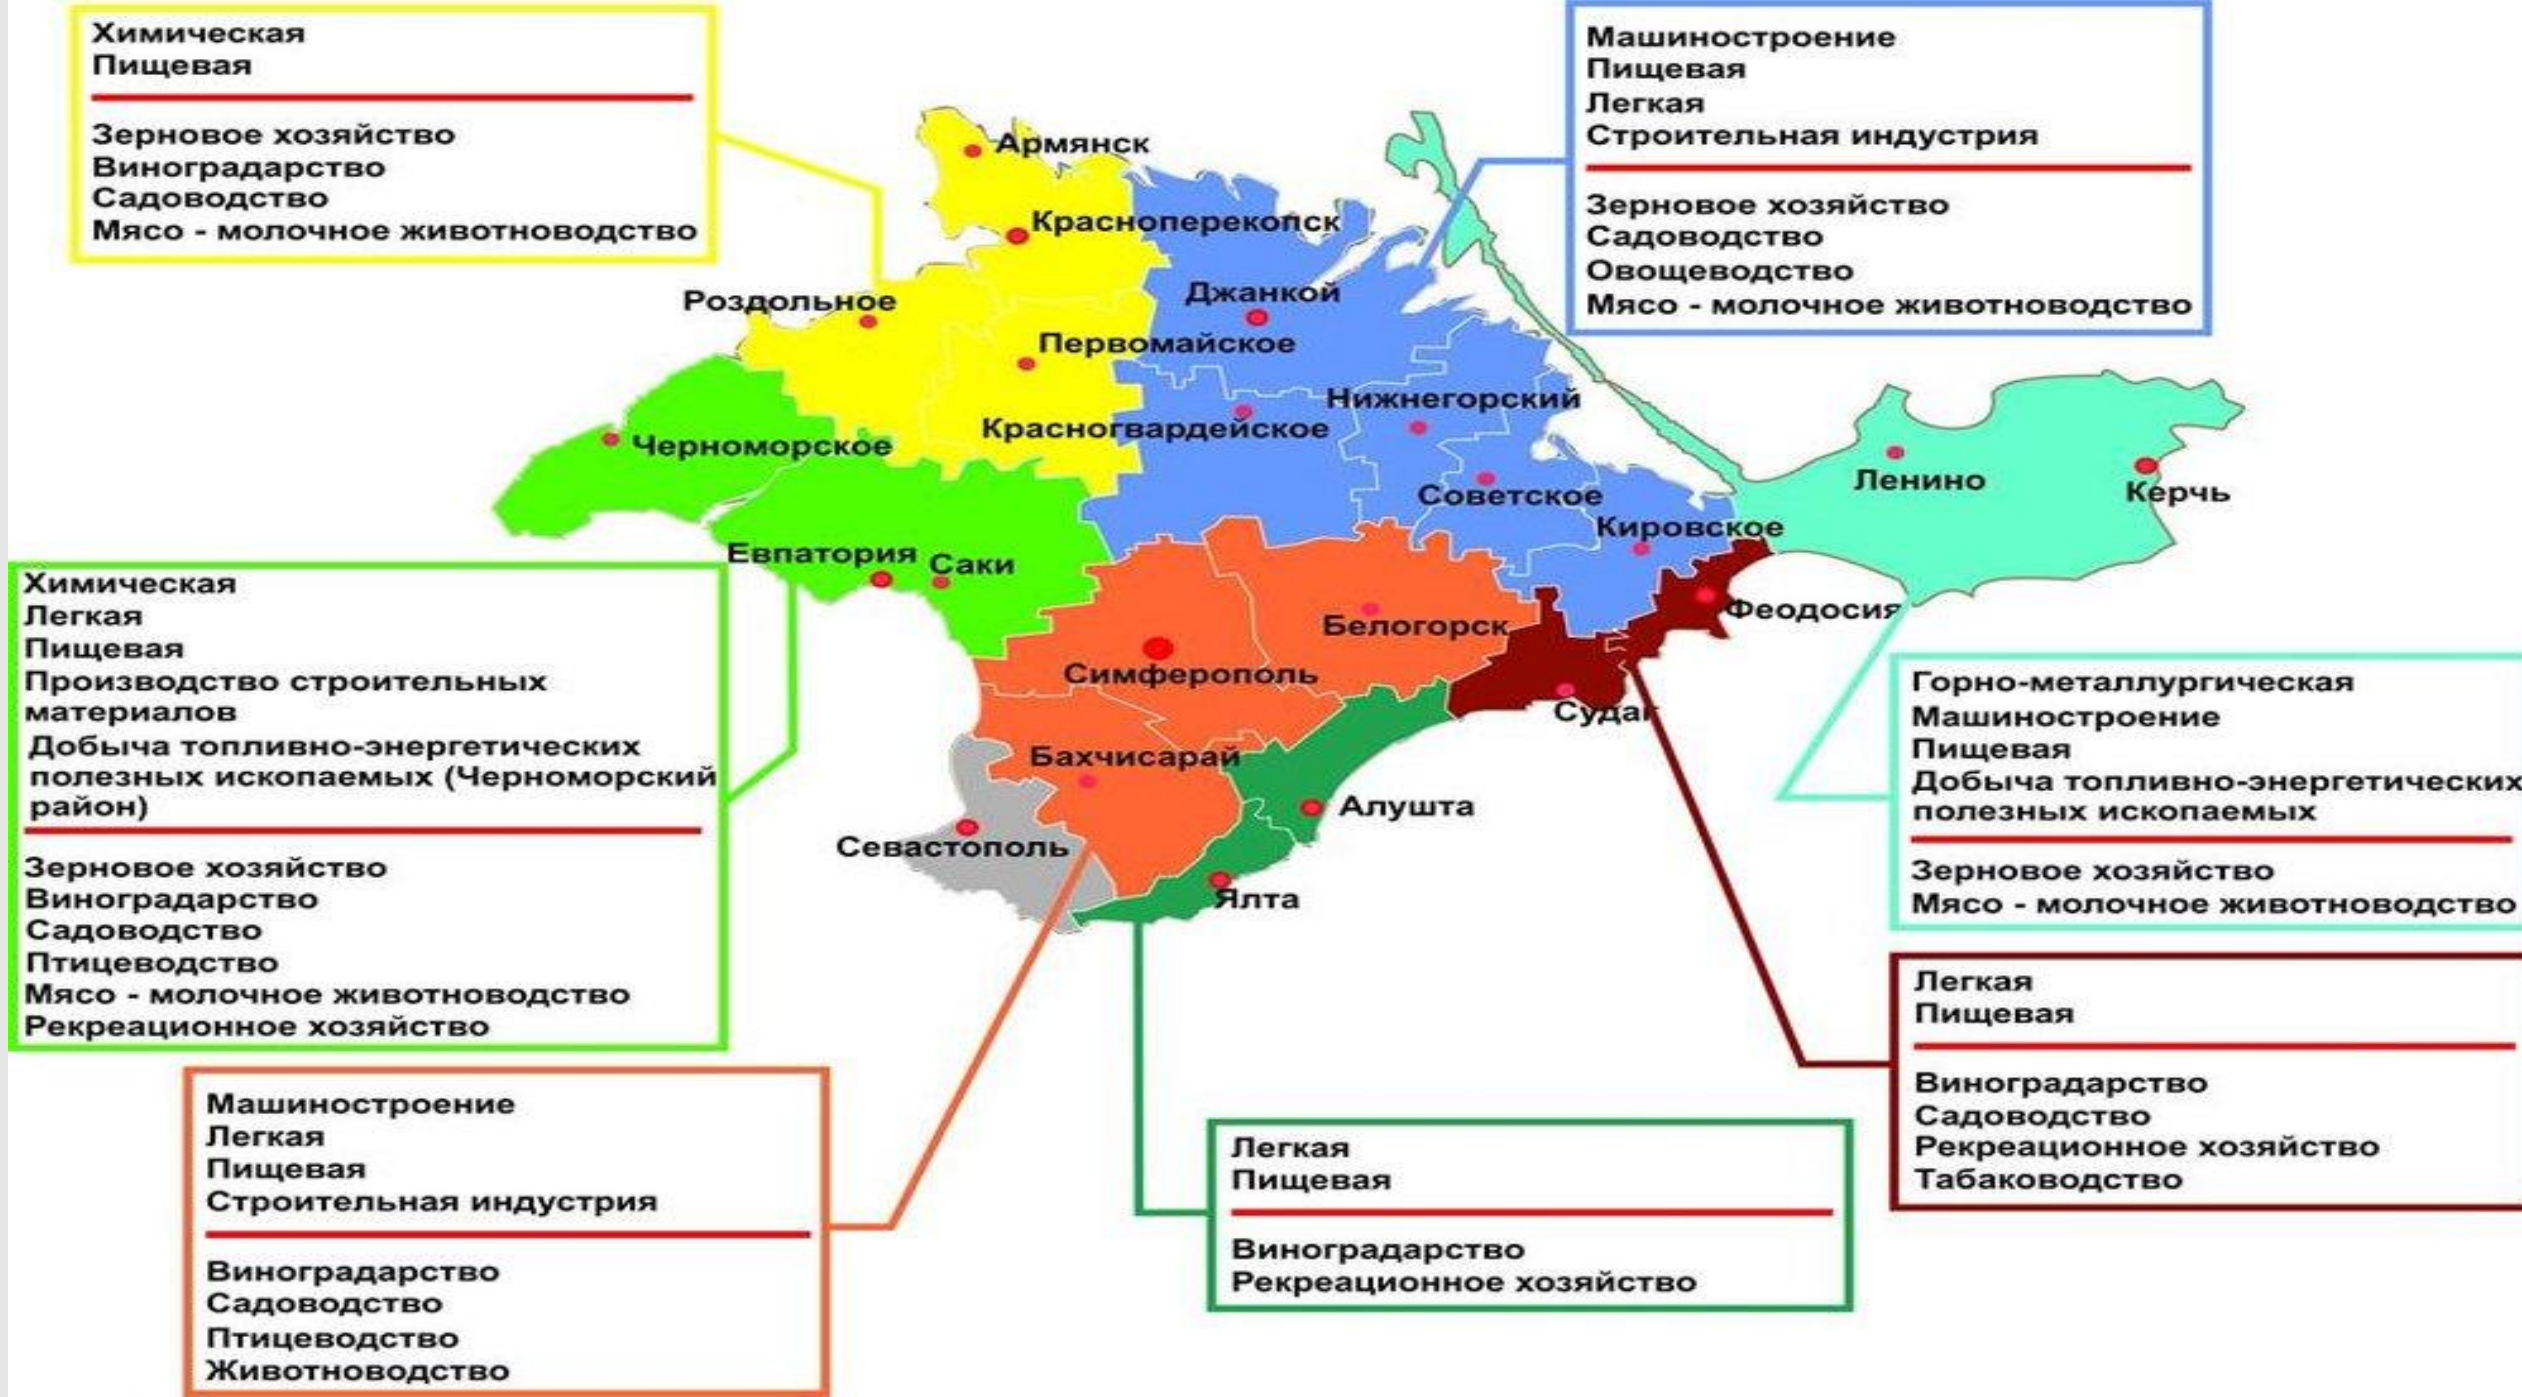 Химическая
Пищевая
Зерновое хозяйство
Виноградарство
Садоводство
Мясо - молочное животноводство
Машиностроение
Пищевая
Легкая
Строительная индустрия
Зерновое хозяйство
Садоводство
Овощеводство
Мясо - молочное животноводство
Армянск
Красноперекопск
Роздольное
Джанкой
Первомайское
Нижнегорский
Красногвардейское
Черноморское
Ленино
Керчь
Советское
Кировское
Евпатория
Саки
Феодосия
Белогорск
Симферополь
Судак
Бахчисарай
Алушта
Севастополь
Ялта
Химическая
Легкая
Пищевая
Производство строительных
материалов
Добыча топливно-энергетических
полезных ископаемых (Черноморский
район)
Зерновое хозяйство
Виноградарство
Садоводство
Птицеводство
Мясо - молочное животноводство
Рекреационное хозяйство
Горно-металлургическая
Машиностроение
Пищевая
Добыча топливно-энергетических
полезных ископаемых
Зерновое хозяйство
Мясо - молочное животноводство
Легкая
Пищевая
Виноградарство
Садоводство
Рекреационное хозяйство
Табаководство
Машиностроение
Легкая
Пищевая
Строительная индустрия
Виноградарство
Садоводство
Птицеводство
Животноводство
Легкая
Пищевая
Виноградарство
Рекреационное хозяйство